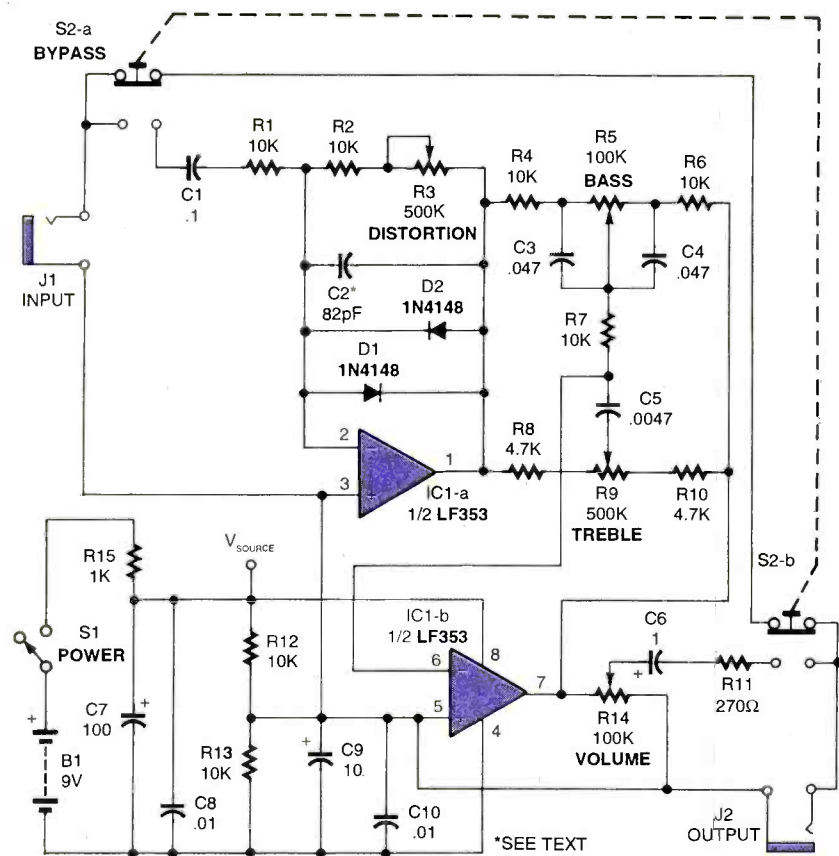 S2-a
BYPASS
R1
10K
R2
10K
C1
.1
R3
500K
DISTORTION
R4
10K
R5
100K
BASS
R6
10K
C3
.047
C4
.047
J1
INPUT
C2*
82pF
D2
1N4148
D1
1N4148
R7
10K
C5
.0047
2
3
1
−
+
IC1-a
1/2 LF353
R8
4.7K
R9
500K
TREBLE
R10
4.7K
R15
1K
VSOURCE
S1
POWER
R12
10K
IC1-b
1/2 LF353
6
5
8
7
4
−
+
S2-b
C6
1
+
R11
270Ω
R14
100K
VOLUME
+
B1
9V
+
C7
100
R13
10K
C8
.01
+
C9
10
C10
.01
J2
OUTPUT
*SEE TEXT